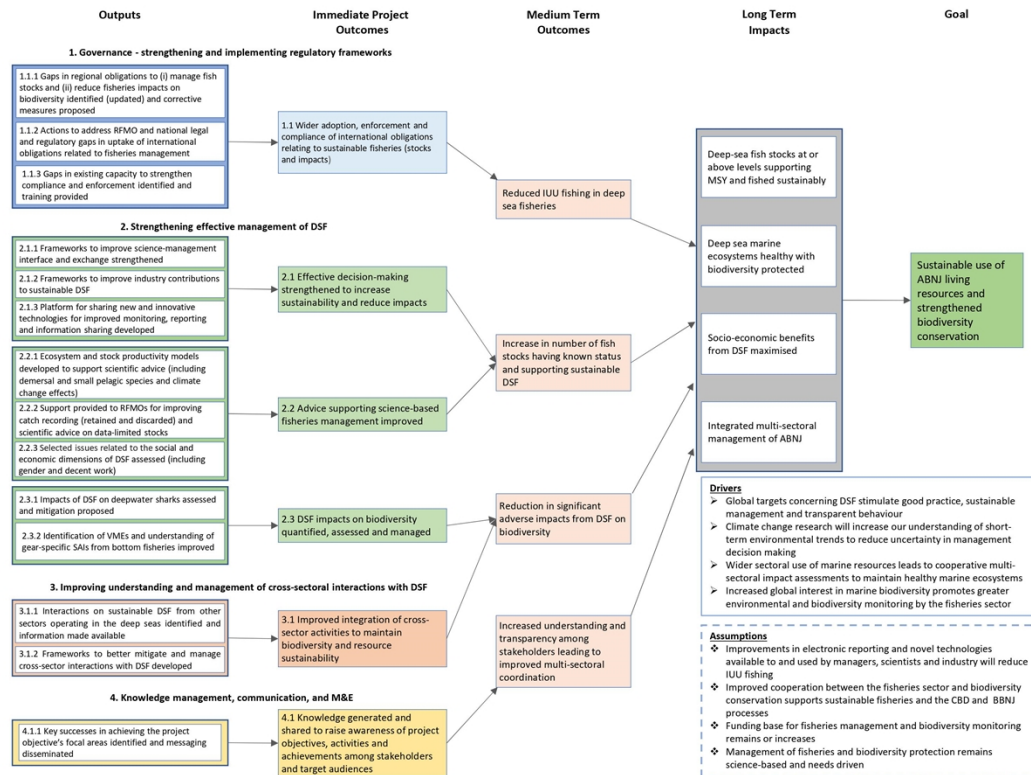 Outputs
Immediate Project
Outcomes
Medium Term
Outcomes
Long Term
Impacts
Goal
1. Governance - strengthening and implementing regulatory frameworks
1.1.1 Gaps in regional obligations to (i) manage fish
stocks and (ii) reduce fisheries impacts on
biodiversity identified (updated) and corrective
measures proposed
1.1.2 Actions to address RFMO and national legal
and regulatory gaps in uptake of international
obligations related to fisheries management
1.1.3 Gaps in existing capacity to strengthen
compliance and enforcement identified and
training provided
1.1 Wider adoption, enforcement and
compliance of international obligations
relating to sustainable fisheries (stocks
and impacts)
Reduced IUU fishing in deep
sea fisheries
2. Strengthening effective management of DSF
2.1.1 Frameworks to improve science-management
interface and exchange strengthened
2.1.2 Frameworks to improve industry contributions
to sustainable DSF
2.1.3 Platform for sharing new and innovative
technologies for improved monitoring, reporting
and information sharing developed
2.1 Effective decision-making
strengthened to increase
sustainability and reduce impacts
2.2.1 Ecosystem and stock productivity models
developed to support scientific advice (including
demersal and small pelagic species and climate
change effects)
2.2.2 Support provided to RFMOs for improving
catch recording (retained and discarded) and
scientific advice on data-limited stocks
2.2.3 Selected issues related to the social and
economic dimensions of DSF assessed (including
gender and decent work)
2.2 Advice supporting science-based
fisheries management improved
Increase in number of fish
stocks having known status
and supporting sustainable
DSF
2.3.1 Impacts of DSF on deepwater sharks assessed
and mitigation proposed
2.3.2 Identification of VMEs and understanding of
gear-specific SAIs from bottom fisheries improved
2.3 DSF impacts on biodiversity
quantified, assessed and managed
Reduction in significant
adverse impacts from DSF on
biodiversity
3. Improving understanding and management of cross-sectoral interactions with DSF
3.1.1 Interactions on sustainable DSF from other
sectors operating in the deep seas identified and
information made available
3.1.2 Frameworks to better mitigate and manage
cross-sector interactions with DSF developed
3.1 Improved integration of cross-
sector activities to maintain
biodiversity and resource
sustainability
Increased understanding and
transparency among
stakeholders leading to
improved multi-sectoral
coordination
4. Knowledge management, communication, and M&E
4.1.1 Key successes in achieving the project
objective's focal areas identified and messaging
disseminated
4.1 Knowledge generated and
shared to raise awareness of project
objectives, activities and
achievements among stakeholders
and target audiences
Deep-sea fish stocks at or
above levels supporting
MSY and fished sustainably
Deep sea marine
ecosystems healthy with
biodiversity protected
Socio-economic benefits
from DSF maximised
Integrated multi-sectoral
management of ABNJ
Sustainable use of
ABNJ living
resources and
strengthened
biodiversity
conservation
Drivers
➢ Global targets concerning DSF stimulate good practice, sustainable
management and transparent behaviour
➢ Climate change research will increase our understanding of short-
term environmental trends to reduce uncertainty in management
decision making
➢ Wider sectoral use of marine resources leads to cooperative multi-
sectoral impact assessments to maintain healthy marine ecosystems
➢ Increased global interest in marine biodiversity promotes greater
environmental and biodiversity monitoring by the fisheries sector
Assumptions
❖ Improvements in electronic reporting and novel technologies
available to and used by managers, scientists and industry will reduce
IUU fishing
❖ Improved cooperation between the fisheries sector and biodiversity
conservation supports sustainable fisheries and the CBD and BBNJ
processes
❖ Funding base for fisheries management and biodiversity monitoring
remains or increases
❖ Management of fisheries and biodiversity protection remains
science-based and needs driven